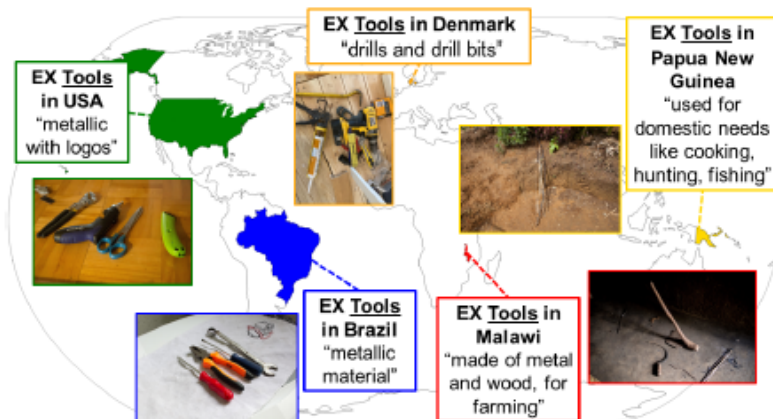 EX Tools in Denmark
“drills and drill bits”
EX Tools in
Papua New
Guinea
“used for
domestic needs
like cooking,
hunting, fishing”
EX Tools
in USA
“metallic
with logos”
EX Tools
in Brazil
“metallic
material”
EX Tools in
Malawi
“made of metal
and wood, for
farming”